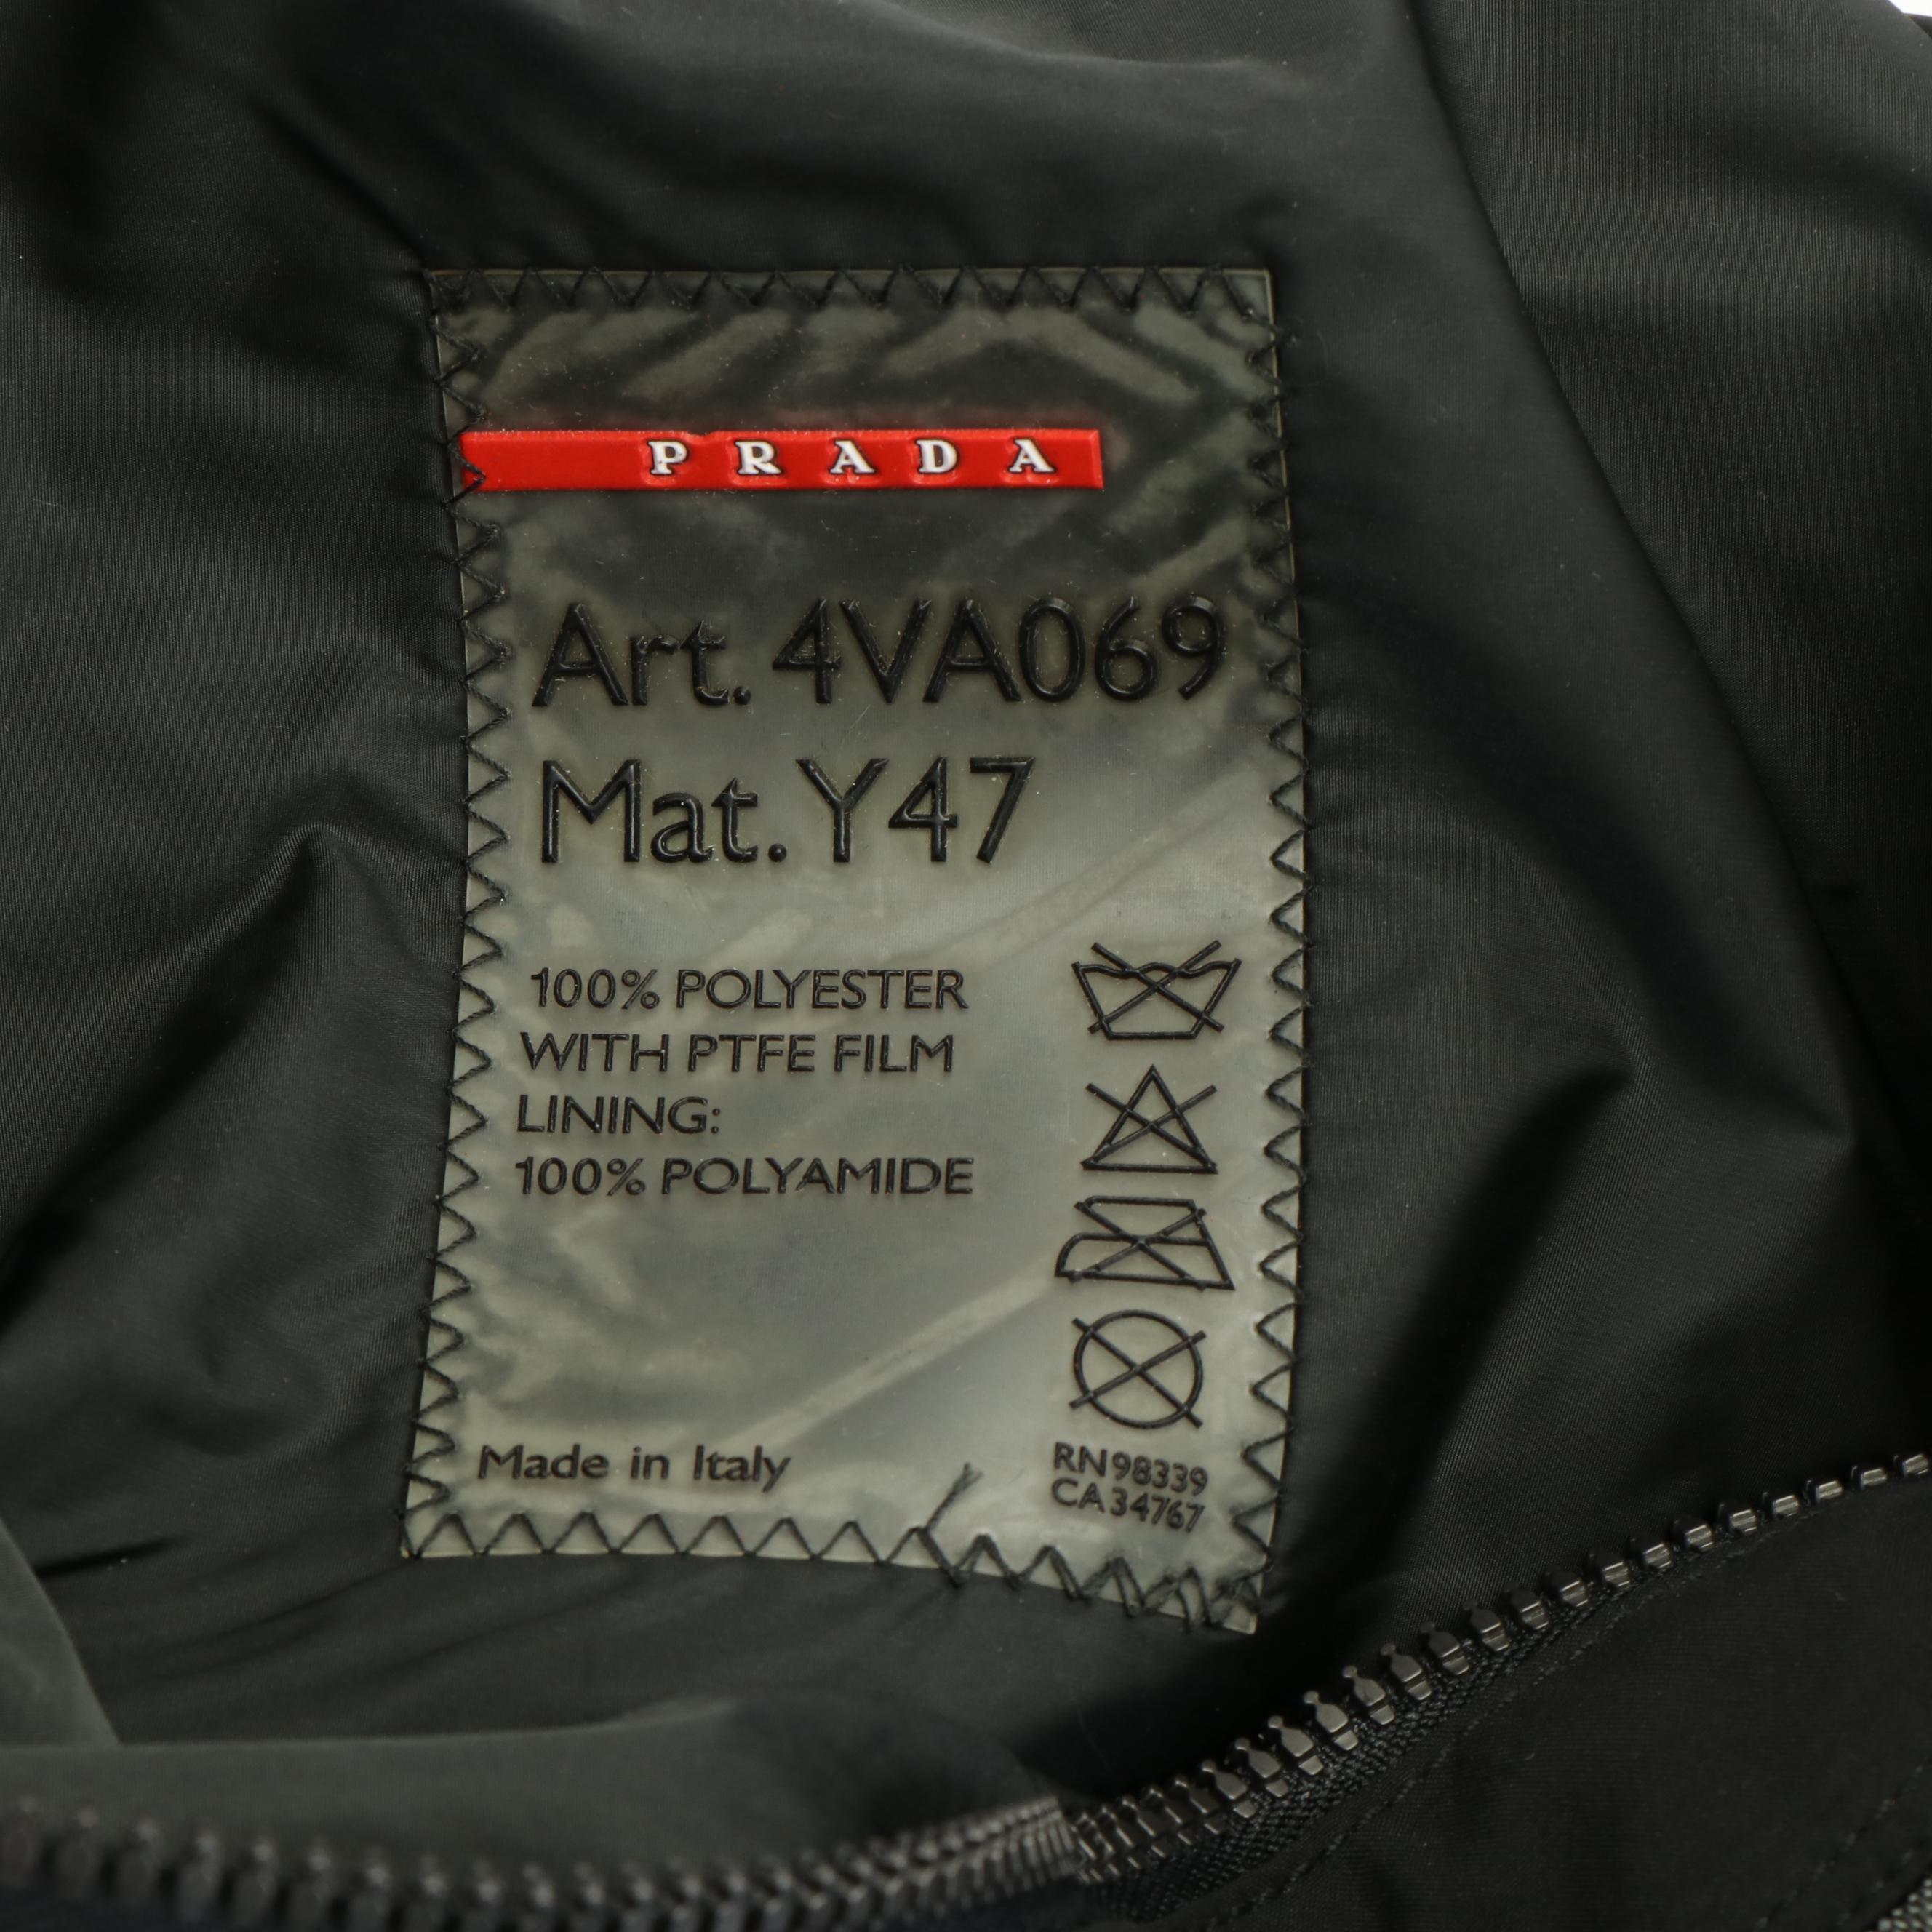 PRADA
Art. 4VA069
Mat. Y47
100% POLYESTER
WITH PTFE FILM
LINING:
100% POLYAMIDE
Made in Italy
RN98339
CA34767